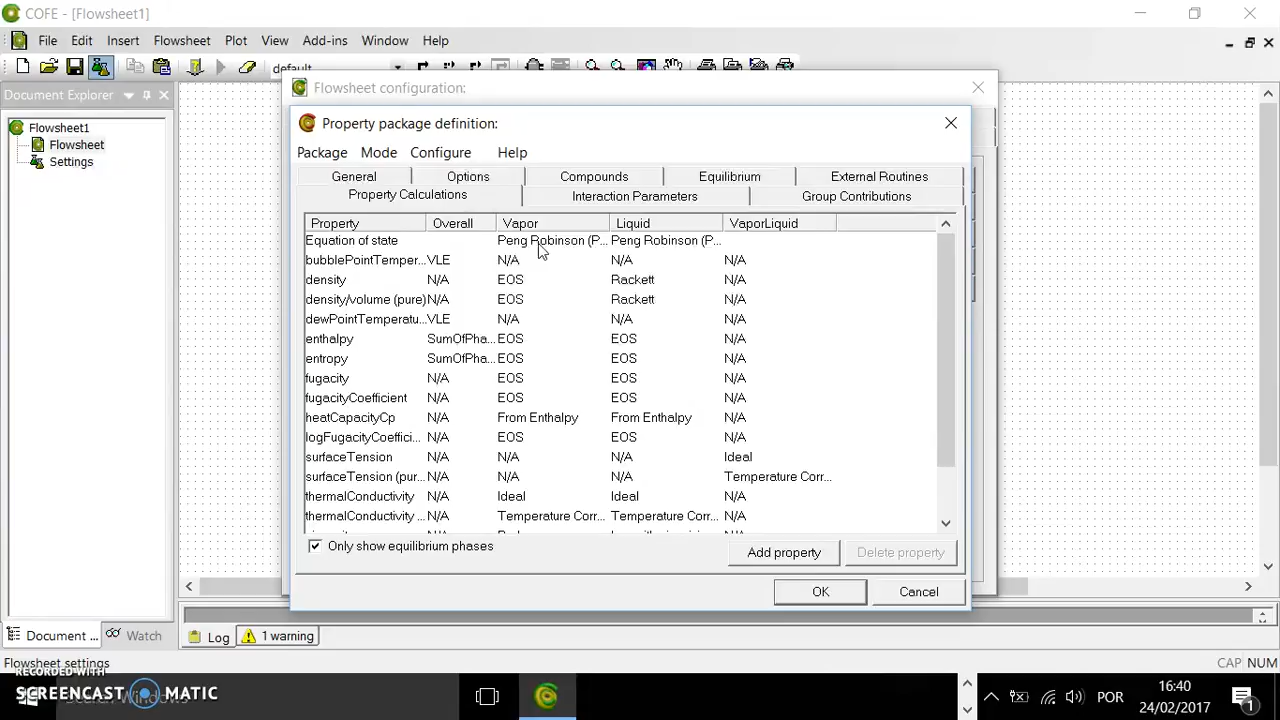 COFE - [Flowsheet1]
File Edit Insert Flowsheet Plot View Add-ins Window Help
default
Document Explorer
Flowsheet1
Flowsheet
Settings
Flowsheet configuration:
Property package definition:
Package Mode Configure Help
General Options Compounds Equilibrium External Routines
Property Calculations Interaction Parameters Group Contributions
Property Overall Vapor Liquid VaporLiquid
Equation of state Peng Robinson (P... Peng Robinson (P...
bubblePointTemper... VLE N/A N/A N/A
density N/A EOS Rackett N/A
density/volume (pure) N/A EOS Rackett N/A
dewPointTemperatu... VLE N/A N/A N/A
enthalpy SumOfPha... EOS EOS N/A
entropy SumOfPha... EOS EOS N/A
fugacity N/A EOS EOS N/A
fugacityCoefficient N/A EOS EOS N/A
heatCapacityCp N/A From Enthalpy From Enthalpy N/A
logFugacityCoeffici... N/A EOS EOS N/A
surfaceTension N/A N/A N/A Ideal
surfaceTension (pur... N/A N/A N/A Temperature Corr...
thermalConductivity N/A Ideal Ideal N/A
thermalConductivity ... N/A Temperature Corr... Temperature Corr... N/A
Only show equilibrium phases Add property Delete property
OK Cancel
Document ... Watch Log 1 warning
Flowsheet settings CAP NUM
RECORDED WITH
SCREENCAST MATIC
Search Windows
POR 16:40
24/02/2017 1